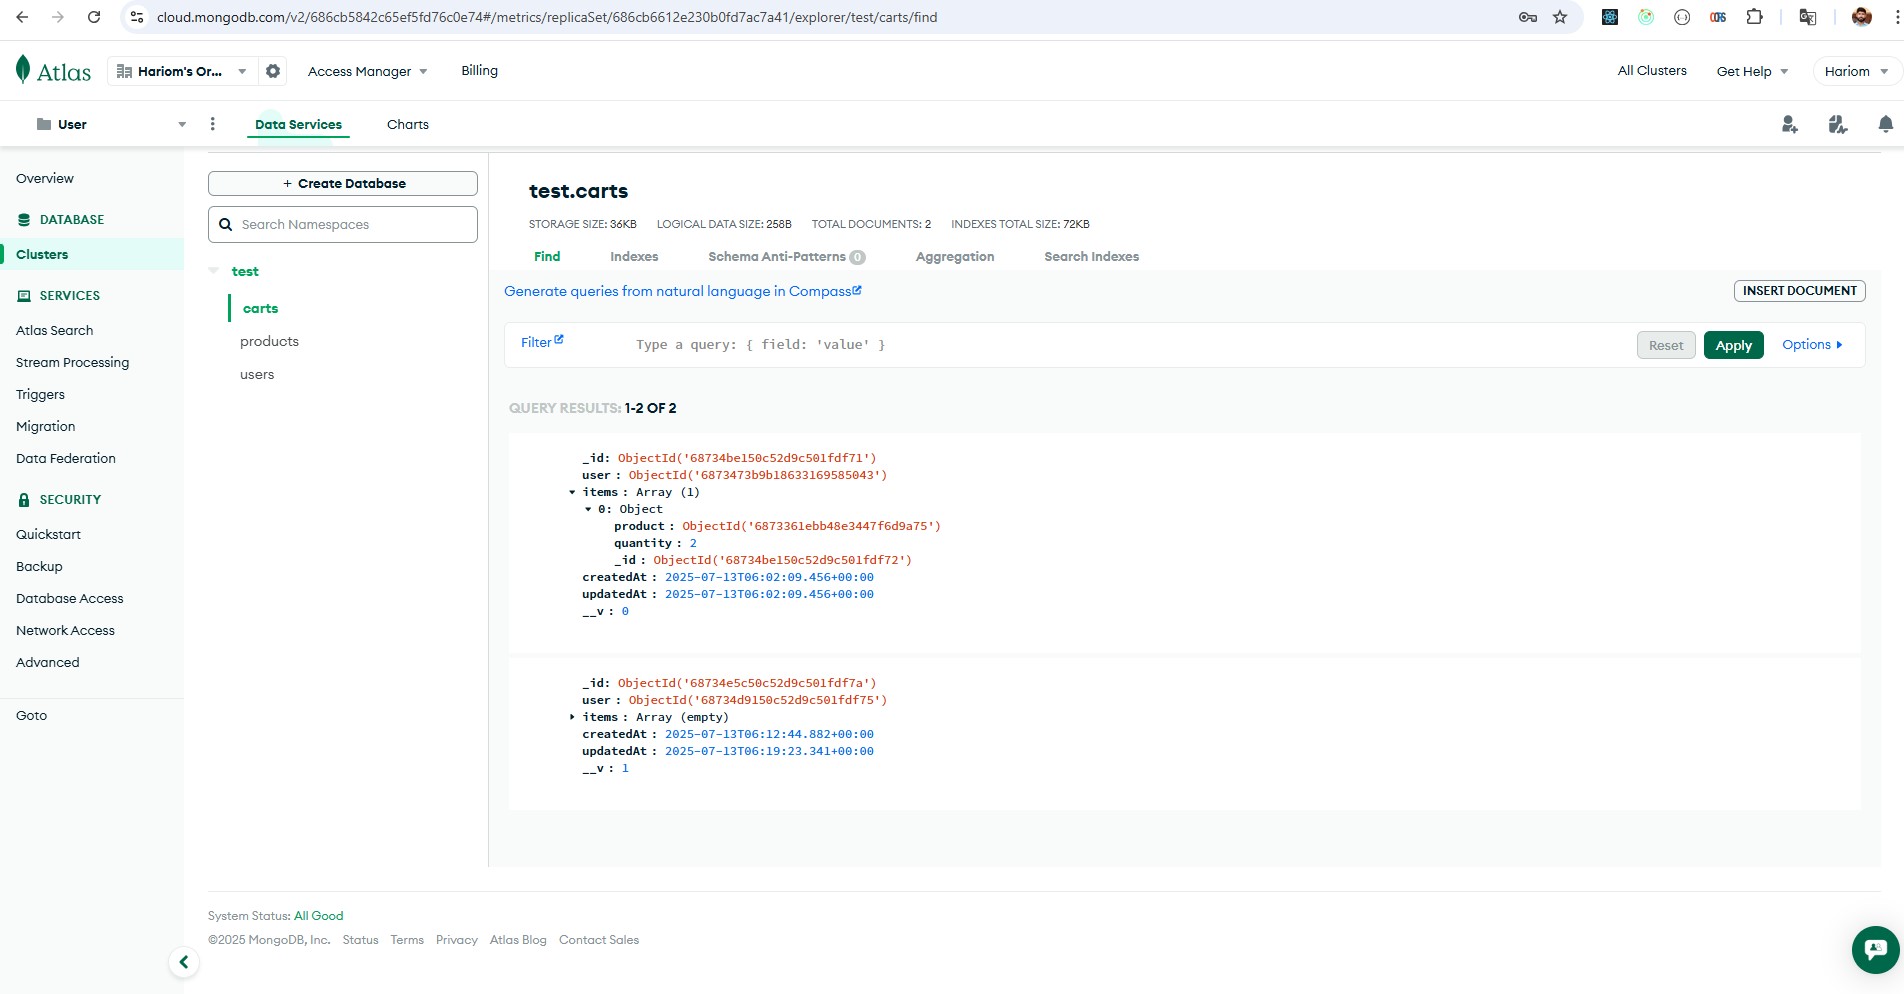 cloud.mongodb.com/v2/686cb5842c65ef5fd76c0e74#/metrics/replicaSet/686cb6612e230b0fd7ac7a41/explorer/test/carts/find
Atlas
Hariom's Or...
Access Manager
Billing
All Clusters
Get Help
Hariom
User
Data Services
Charts
Overview
DATABASE
Clusters
SERVICES
Atlas Search
Stream Processing
Triggers
Migration
Data Federation
SECURITY
Quickstart
Backup
Database Access
Network Access
Advanced
Goto
+ Create Database
Search Namespaces
test
carts
products
users
test.carts
STORAGE SIZE: 36KB LOGICAL DATA SIZE: 258B TOTAL DOCUMENTS: 2 INDEXES TOTAL SIZE: 72KB
Find Indexes Schema Anti-Patterns 0 Aggregation Search Indexes
Generate queries from natural language in Compass
INSERT DOCUMENT
Filter
Type a query: { field: 'value' }
Reset
Apply
Options
QUERY RESULTS: 1-2 OF 2
_id: ObjectId('68734be150c52d9c501fdf71')
user : ObjectId('6873473b9b18633169585043')
items : Array (1)
0: Object
product : ObjectId('6873361ebb48e3447f6d9a75')
quantity : 2
_id : ObjectId('68734be150c52d9c501fdf72')
createdAt : 2025-07-13T06:02:09.456+00:00
updatedAt : 2025-07-13T06:02:09.456+00:00
__v : 0
_id: ObjectId('68734e5c50c52d9c501fdf7a')
user : ObjectId('68734d9150c52d9c501fdf75')
items : Array (empty)
createdAt : 2025-07-13T06:12:44.882+00:00
updatedAt : 2025-07-13T06:19:23.341+00:00
__v : 1
System Status: All Good
©2025 MongoDB, Inc. Status Terms Privacy Atlas Blog Contact Sales